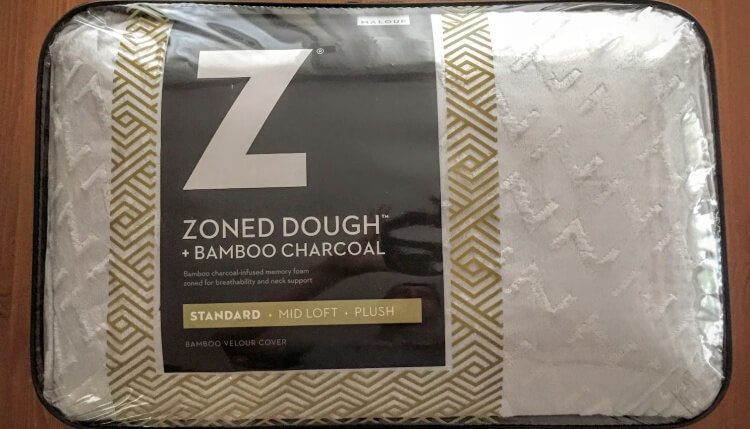 MALOUF
Z®
ZONED DOUGH™
+ BAMBOO CHARCOAL
Bamboo charcoal-infused memory foam
zoned for breathability and neck support
STANDARD • MID LOFT • PLUSH
BAMBOO VELOUR COVER